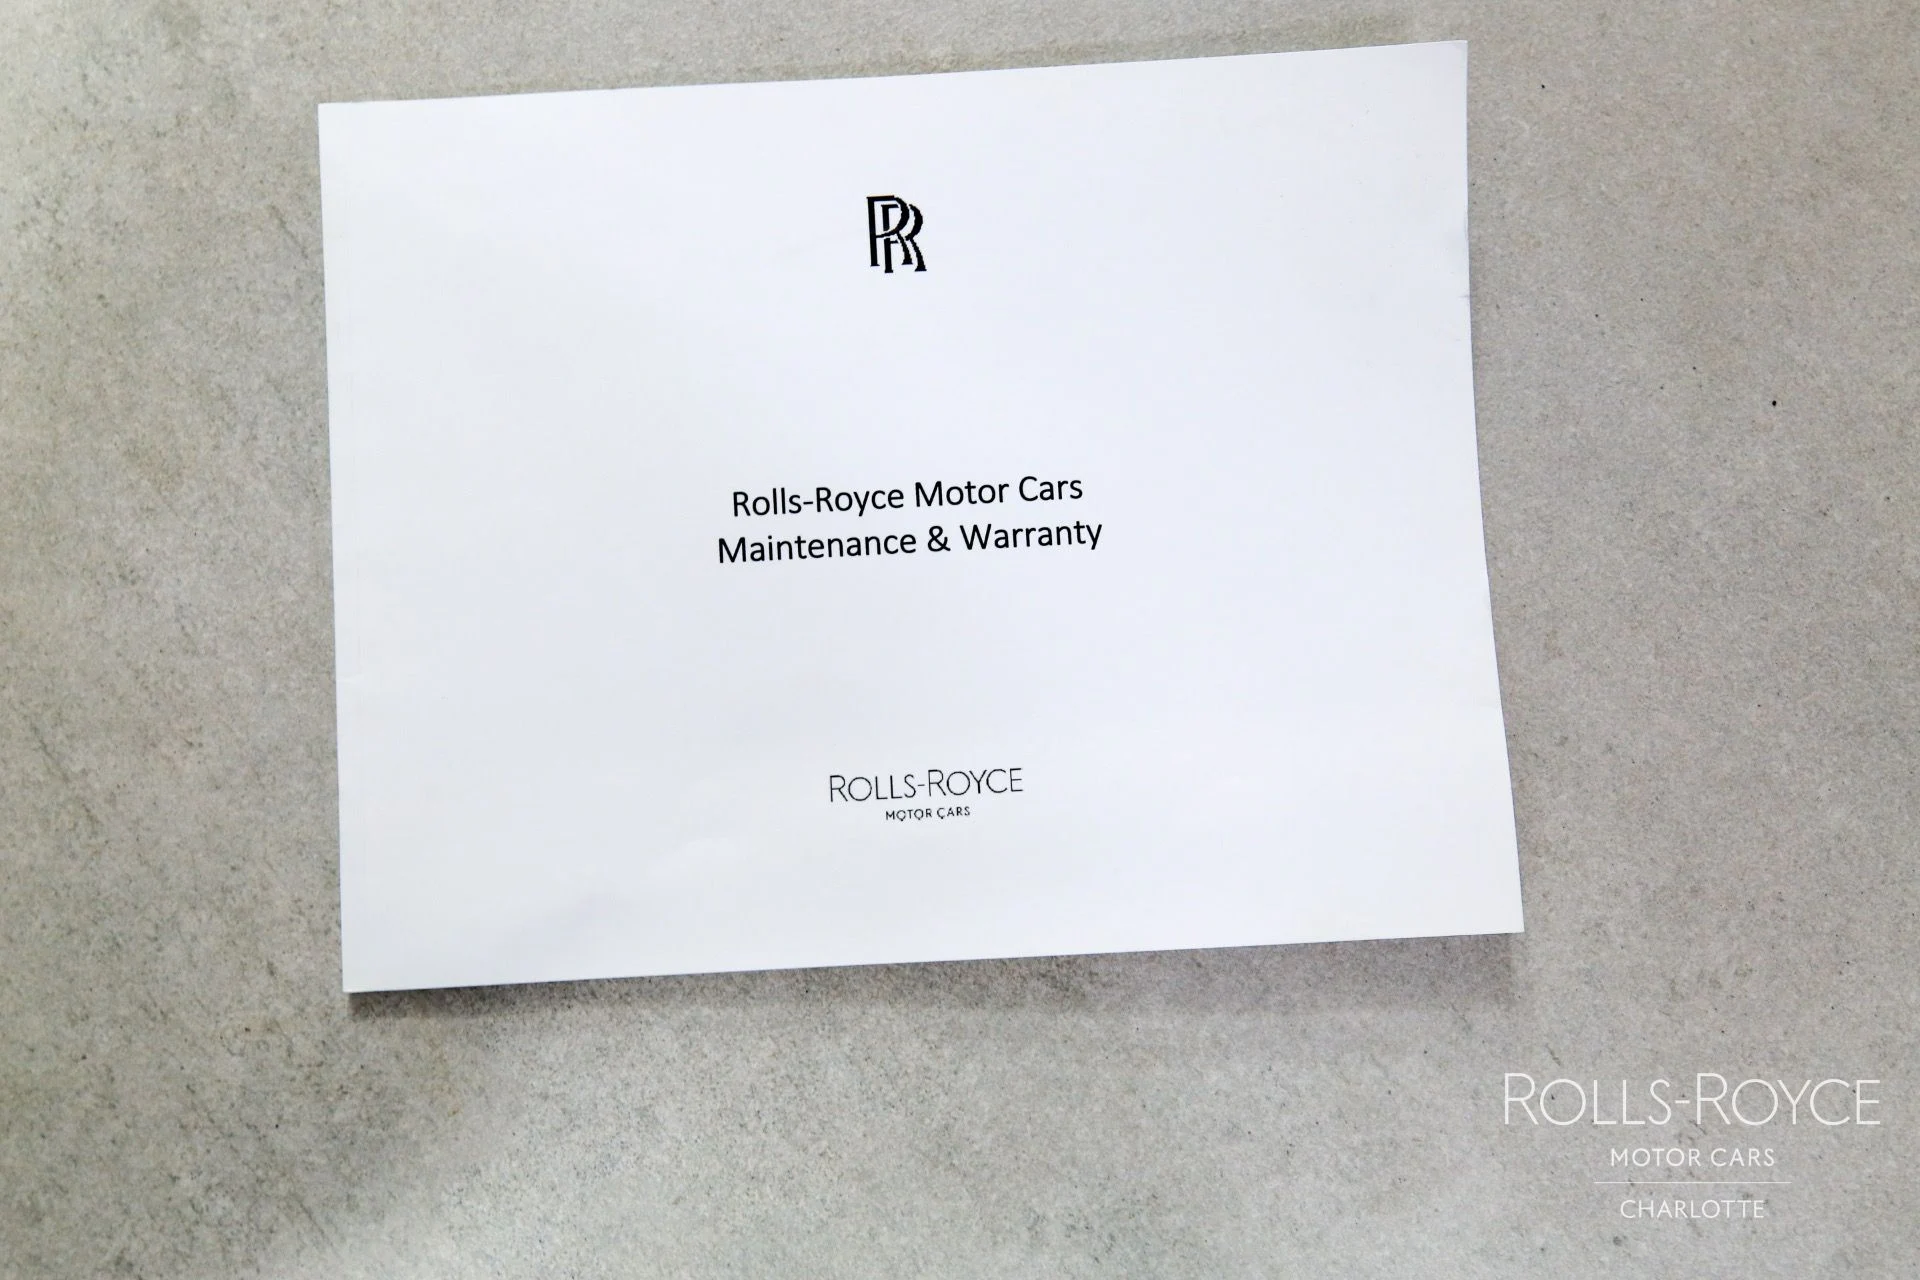 RR
Rolls-Royce Motor Cars
Maintenance & Warranty
ROLLS-ROYCE
MOTOR CARS
ROLLS-ROYCE
MOTOR CARS
CHARLOTTE